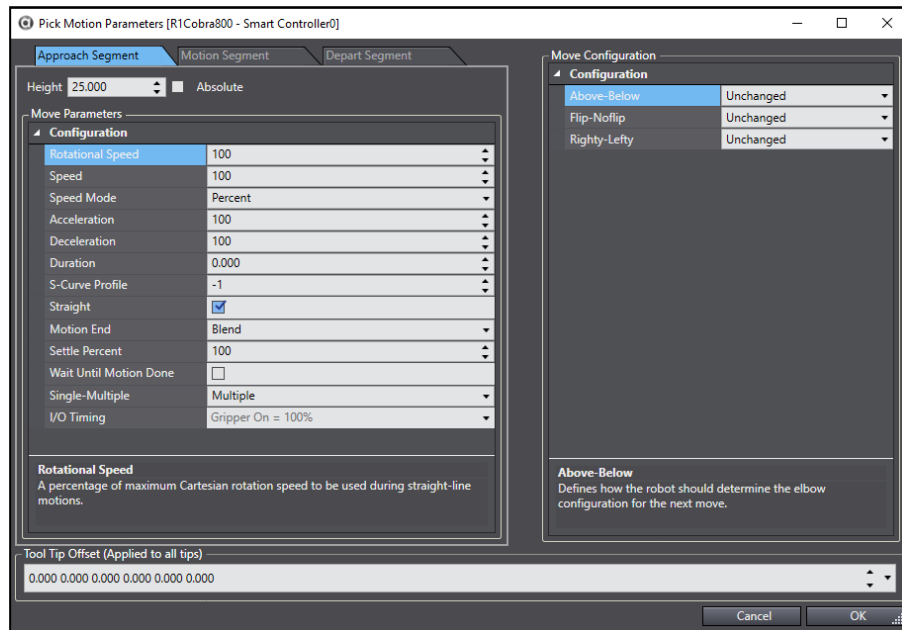 Pick Motion Parameters [R1Cobra800 - Smart Controller0]
Approach Segment Motion Segment Depart Segment
Height 25.000 Absolute
Move Parameters
Configuration
Rotational Speed 100
Speed 100
Speed Mode Percent
Acceleration 100
Deceleration 100
Duration 0.000
S-Curve Profile -1
Straight
Motion End Blend
Settle Percent 100
Wait Until Motion Done
Single-Multiple Multiple
I/O Timing Gripper On = 100%
Rotational Speed
A percentage of maximum Cartesian rotation speed to be used during straight-line
motions.
Move Configuration
Configuration
Above-Below Unchanged
Flip-Noflip Unchanged
Righty-Lefty Unchanged
Above-Below
Defines how the robot should determine the elbow
configuration for the next move.
Tool Tip Offset (Applied to all tips)
0.000 0.000 0.000 0.000 0.000 0.000
Cancel OK